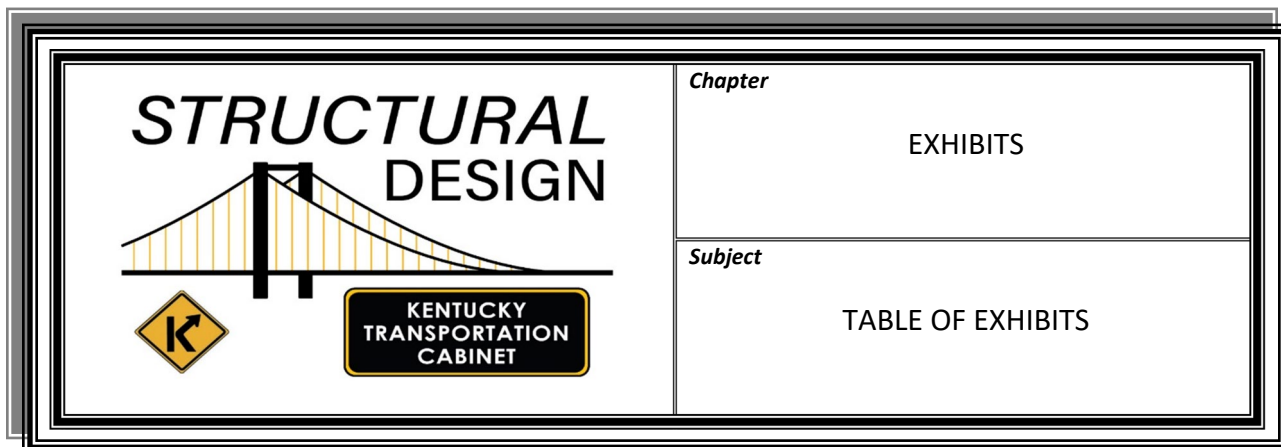 STRUCTURAL
DESIGN
KENTUCKY
TRANSPORTATION
CABINET
Chapter
EXHIBITS
Subject
TABLE OF EXHIBITS